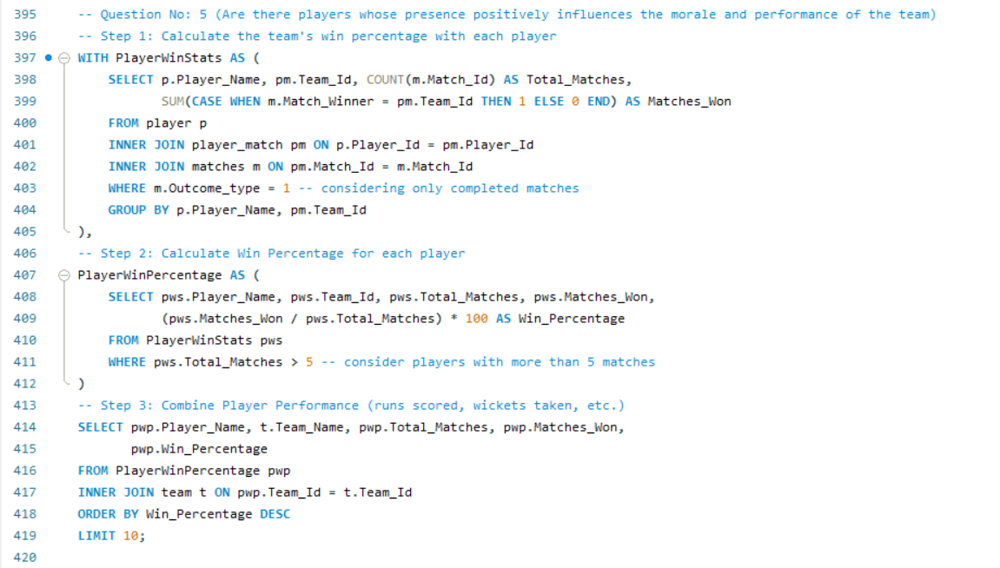 395 -- Question No: 5 (Are there players whose presence positively influences the morale and performance of the team)
396 -- Step 1: Calculate the team's win percentage with each player
397 WITH PlayerWinStats AS (
398 SELECT p.Player_Name, pm.Team_Id, COUNT(m.Match_Id) AS Total_Matches,
399 SUM(CASE WHEN m.Match_Winner = pm.Team_Id THEN 1 ELSE 0 END) AS Matches_Won
400 FROM player p
401 INNER JOIN player_match pm ON p.Player_Id = pm.Player_Id
402 INNER JOIN matches m ON pm.Match_Id = m.Match_Id
403 WHERE m.Outcome_type = 1 -- considering only completed matches
404 GROUP BY p.Player_Name, pm.Team_Id
405 ),
406 -- Step 2: Calculate Win Percentage for each player
407 PlayerWinPercentage AS (
408 SELECT pws.Player_Name, pws.Team_Id, pws.Total_Matches, pws.Matches_Won,
409 (pws.Matches_Won / pws.Total_Matches) * 100 AS Win_Percentage
410 FROM PlayerWinStats pws
411 WHERE pws.Total_Matches > 5 -- consider players with more than 5 matches
412 )
413 -- Step 3: Combine Player Performance (runs scored, wickets taken, etc.)
414 SELECT pwp.Player_Name, t.Team_Name, pwp.Total_Matches, pwp.Matches_Won,
415 pwp.Win_Percentage
416 FROM PlayerWinPercentage pwp
417 INNER JOIN team t ON pwp.Team_Id = t.Team_Id
418 ORDER BY Win_Percentage DESC
419 LIMIT 10;
420